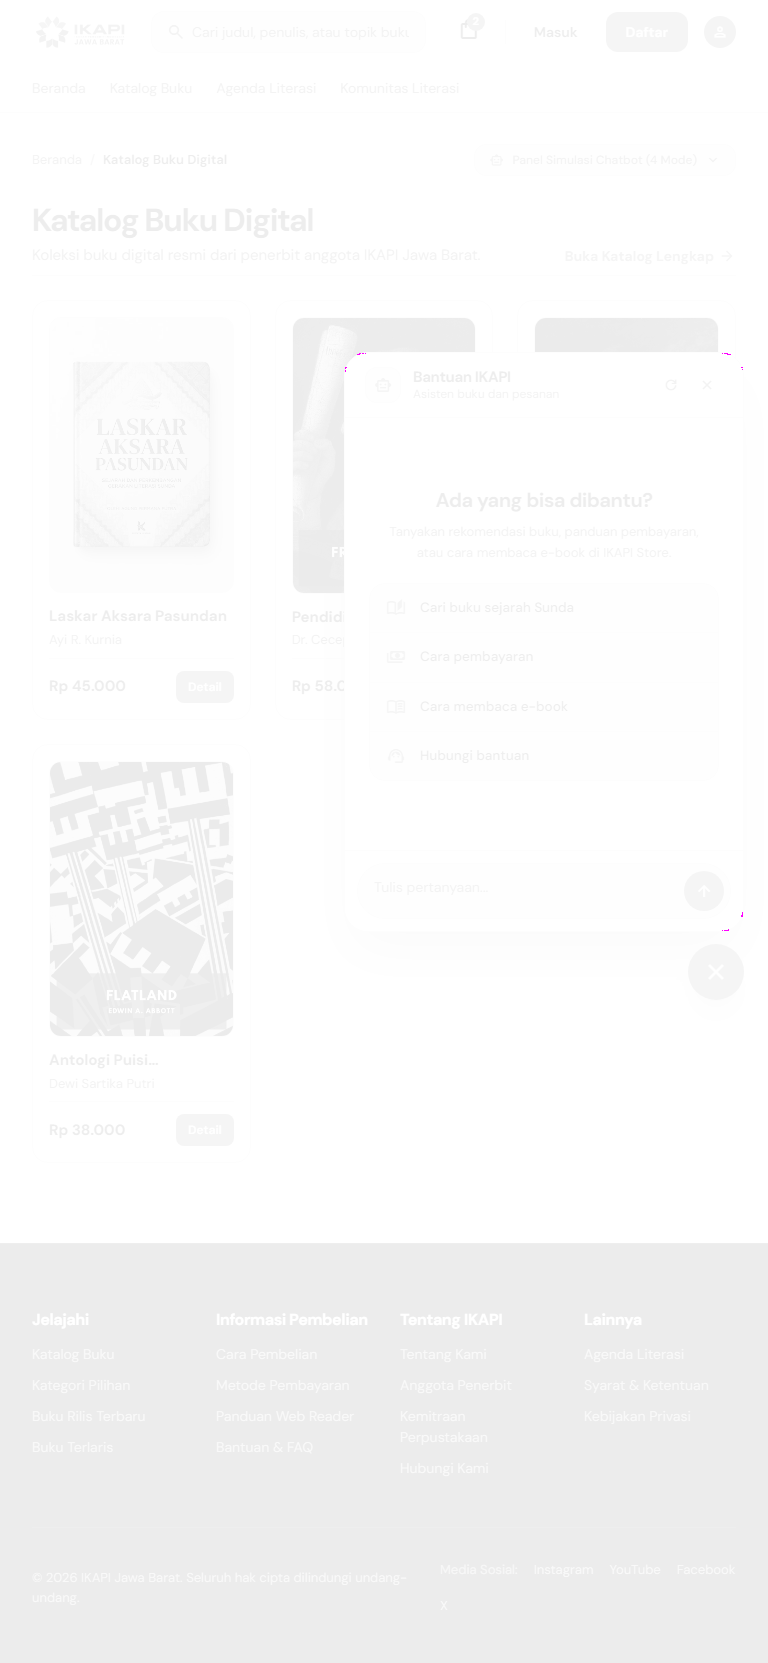 IKAPI
JAWA BARAT
Cari judul, penulis, atau topik buku
2
Masuk
Daftar
Beranda
Katalog Buku
Agenda Literasi
Komunitas Literasi
Beranda / Katalog Buku Digital
Panel Simulasi Chatbot (4 Mode)
Katalog Buku Digital
Koleksi buku digital resmi dari penerbit anggota IKAPI Jawa Barat.
Buka Katalog Lengkap
LASKAR
AKSARA
PASUNDAN
Laskar Aksara Pasundan
Ayi R. Kurnia
Rp 45.000
Detail
FR
Pendidi
Dr. Cece
Rp 58.0
Bantuan IKAPI
Asisten buku dan pesanan
Ada yang bisa dibantu?
Tanyakan rekomendasi buku, panduan pembayaran,
atau cara membaca e-book di IKAPI Store.
Cari buku sejarah Sunda
Cara pembayaran
Cara membaca e-book
Hubungi bantuan
Tulis pertanyaan...
FLATLAND
EDWIN A. ABBOTT
Antologi Puisi...
Dewi Sartika Putri
Rp 38.000
Detail
Jelajahi
Katalog Buku
Kategori Pilihan
Buku Rilis Terbaru
Buku Terlaris
Informasi Pembelian
Cara Pembelian
Metode Pembayaran
Panduan Web Reader
Bantuan & FAQ
Tentang IKAPI
Tentang Kami
Anggota Penerbit
Kemitraan
Perpustakaan
Hubungi Kami
Lainnya
Agenda Literasi
Syarat & Ketentuan
Kebijakan Privasi
© 2026 IKAPI Jawa Barat. Seluruh hak cipta dilindungi undang-
undang.
Media Sosial:
Instagram
YouTube
Facebook
X